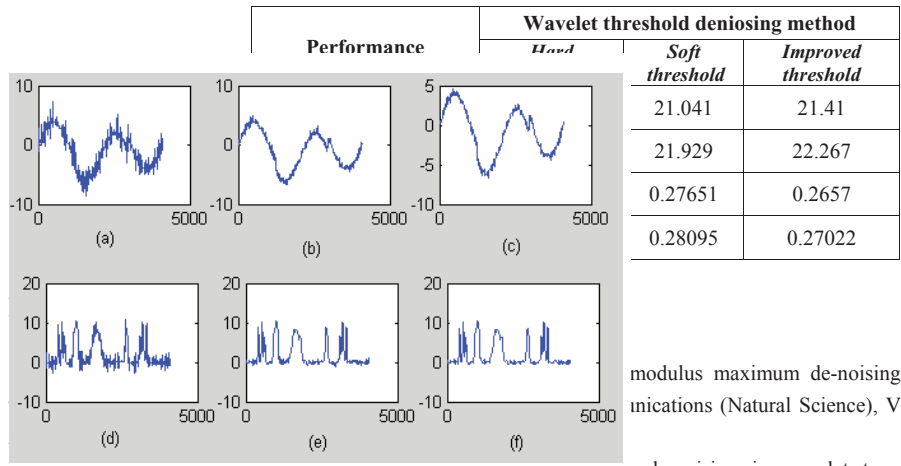 Wavelet threshold deniosing method
Performance
Hard
Soft threshold
Improved threshold
21.041 21.41
21.929 22.267
0.27651 0.2657
0.28095 0.27022
10
0
-10
0 5000
(a)
10
0
-10
0 5000
(b)
5
0
-5
-10
0 5000
(c)
20
10
0
-10
0 5000
(d)
20
10
0
-10
0 5000
(e)
20
10
0
-10
0 5000
(f)
modulus maximum de-noising
(Natural Science), V